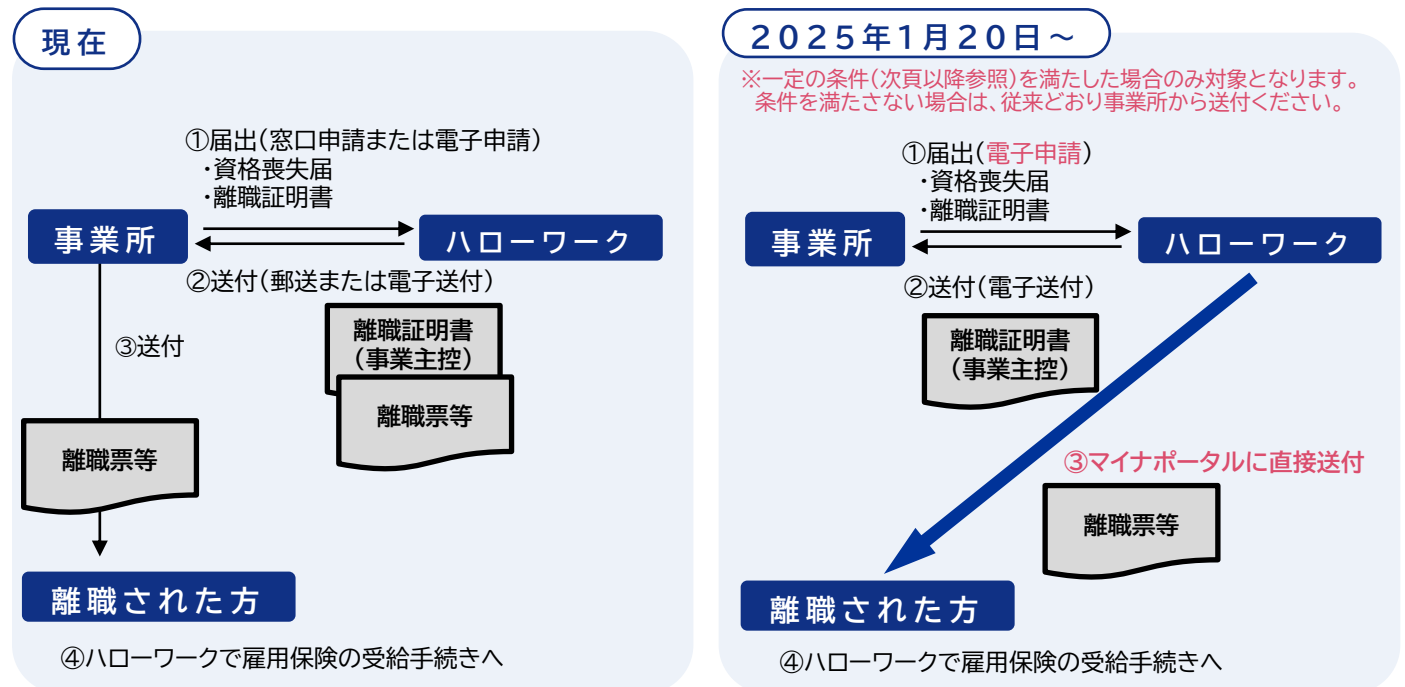 現在
①届出(窓口申請または電子申請)
・資格喪失届
・離職証明書
事業所
ハローワーク
②送付(郵送または電子送付)
③送付
離職証明書
(事業主控)
離職票等
離職票等
離職された方
④ハローワークで雇用保険の受給手続きへ
2025年1月20日~
※一定の条件(次頁以降参照)を満たした場合のみ対象となります。
条件を満たさない場合は、従来どおり事業所から送付ください。
①届出(電子申請)
・資格喪失届
・離職証明書
事業所
ハローワーク
②送付(電子送付)
離職証明書
(事業主控)
③マイナポータルに直接送付
離職票等
離職された方
④ハローワークで雇用保険の受給手続きへ